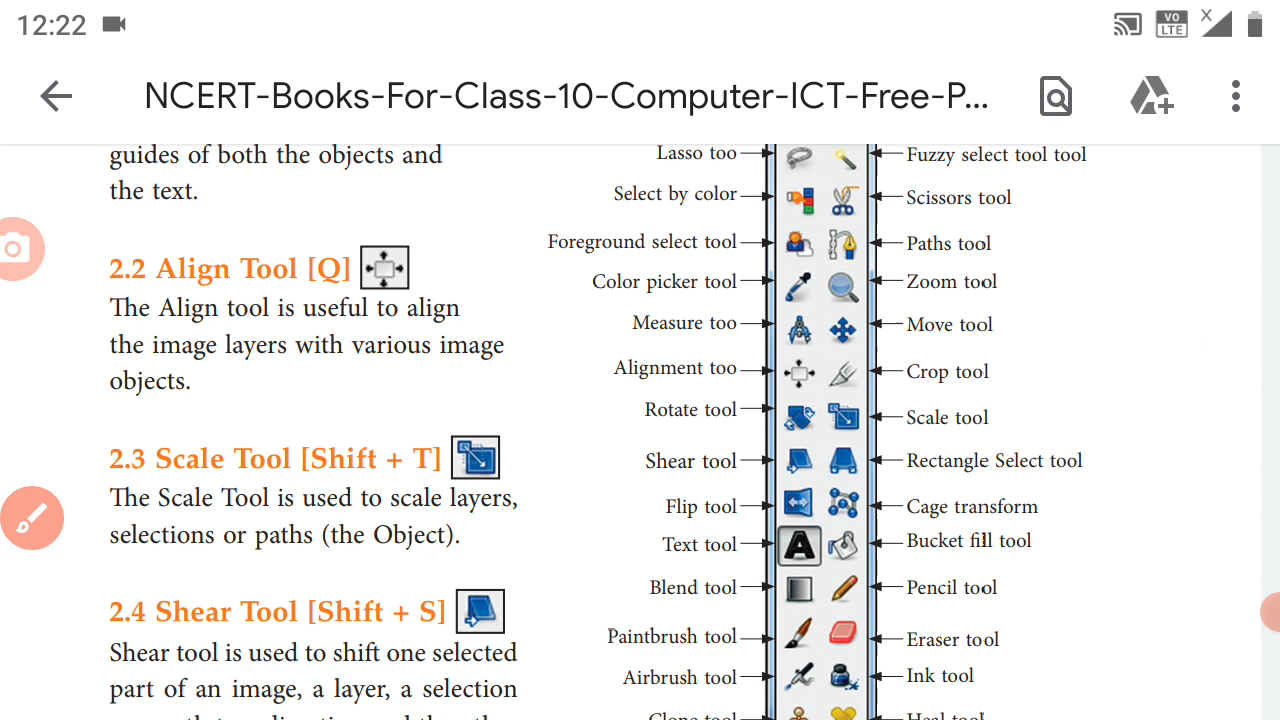 12:22
VO
LTE
X
NCERT-Books-For-Class-10-Computer-ICT-Free-P...
guides of both the objects and
the text.
2.2 Align Tool [Q]
The Align tool is useful to align
the image layers with various image
objects.
2.3 Scale Tool [Shift + T]
The Scale Tool is used to scale layers,
selections or paths (the Object).
2.4 Shear Tool [Shift + S]
Shear tool is used to shift one selected
part of an image, a layer, a selection
Lasso too
Fuzzy select tool tool
Select by color
Scissors tool
Foreground select tool
Paths tool
Color picker tool
Zoom tool
Measure too
Move tool
Alignment too
Crop tool
Rotate tool
Scale tool
Shear tool
Rectangle Select tool
Flip tool
Cage transform
Text tool
A
Bucket fill tool
Blend tool
Pencil tool
Paintbrush tool
Eraser tool
Airbrush tool
Ink tool
Clone tool
Heal tool